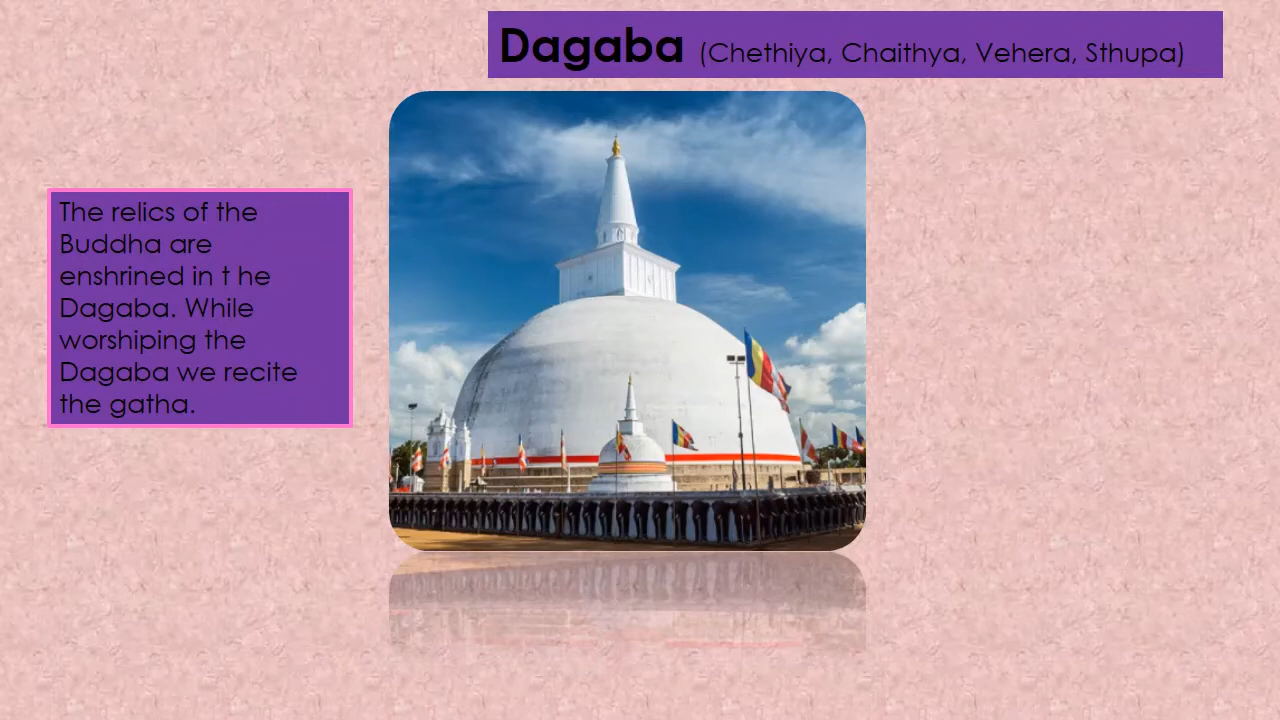 Dagaba (Chethiya, Chaithya, Vehera, Sthupa)
The relics of the
Buddha are
enshrined in t he
Dagaba. While
worshiping the
Dagaba we recite
the gatha.